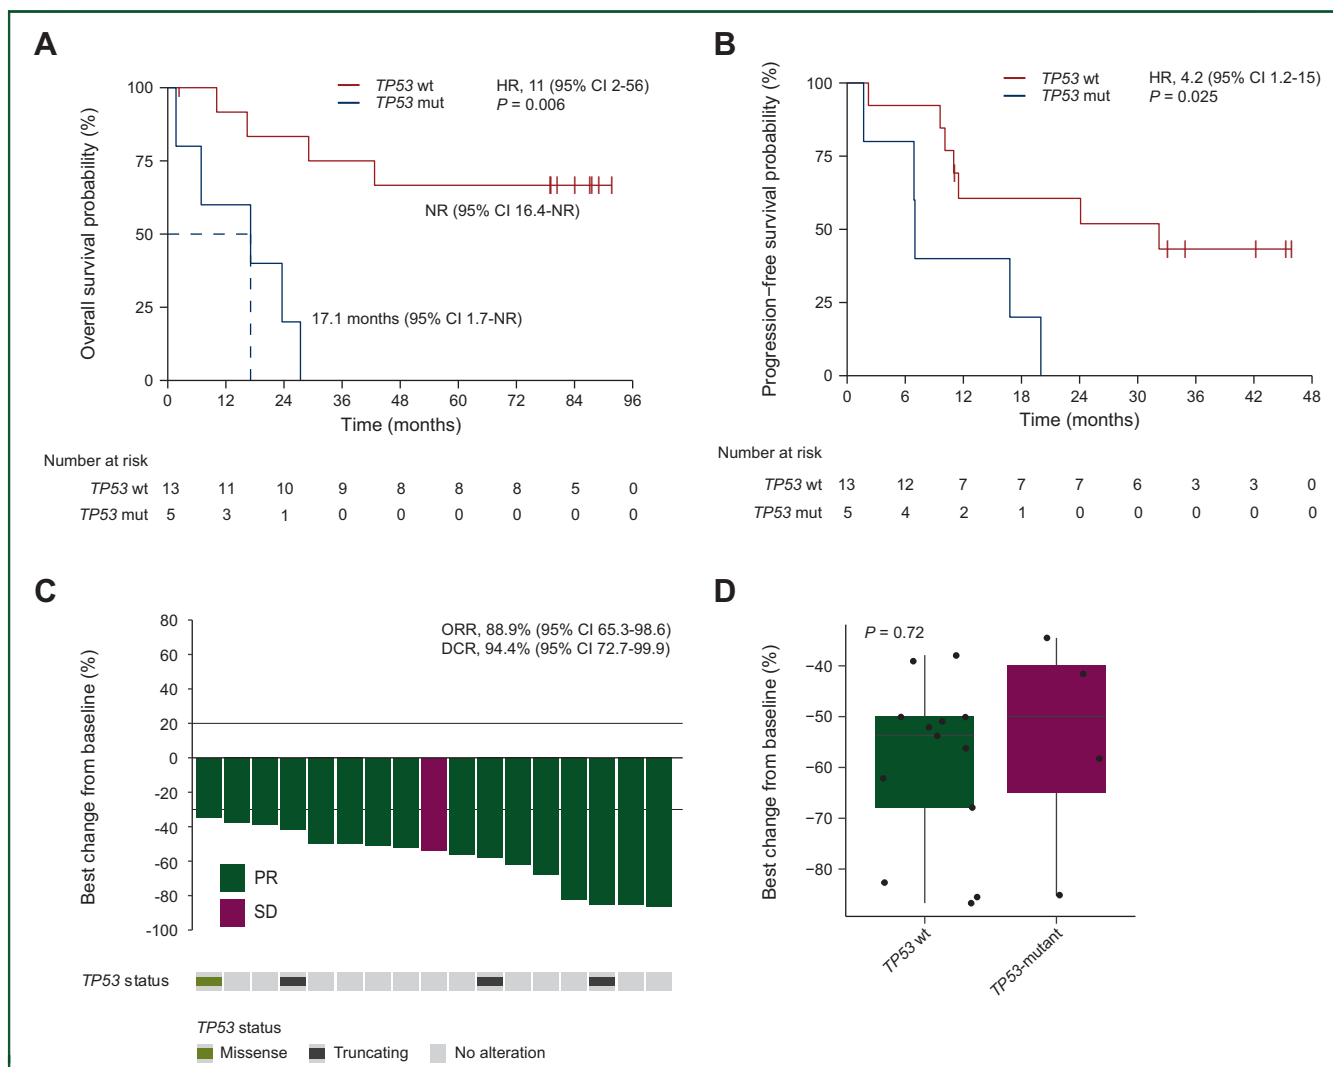 A
TP53 wt
TP53 mut
HR, 11 (95% CI 2-56)
P = 0.006
Overall survival probability (%)
100
75
50
25
0
NR (95% CI 16.4-NR)
17.1 months (95% CI 1.7-NR)
0 12 24 36 48 60 72 84 96
Time (months)
Number at risk
TP53 wt 13 11 10 9 8 8 8 5 0
TP53 mut 5 3 1 0 0 0 0 0 0
B
TP53 wt
TP53 mut
HR, 4.2 (95% CI 1.2-15)
P = 0.025
Progression-free survival probability (%)
100
75
50
25
0
0 6 12 18 24 30 36 42 48
Time (months)
Number at risk
TP53 wt 13 12 7 7 7 6 3 3 0
TP53 mut 5 4 2 1 0 0 0 0 0
C
ORR, 88.9% (95% CI 65.3-98.6)
DCR, 94.4% (95% CI 72.7-99.9)
Best change from baseline (%)
80
60
40
20
0
-20
-40
-60
-80
-100
PR
SD
TP53 status
TP53 status
Missense
Truncating
No alteration
D
P = 0.72
Best change from baseline (%)
−40
−50
−60
−70
−80
TP53 wt
TP53-mutant